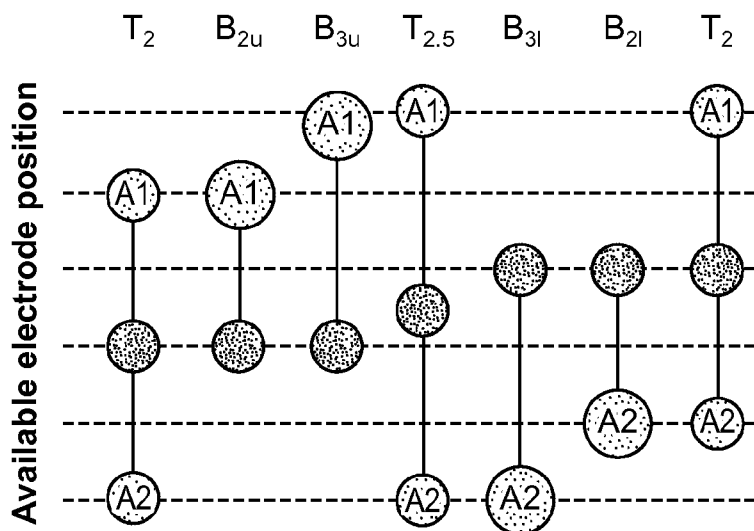 T2 B2u B3u T2.5 B3l B2l T2
A1 A1
A1
A1 A1
A2 A2
A2 A2 A2
Available electrode position